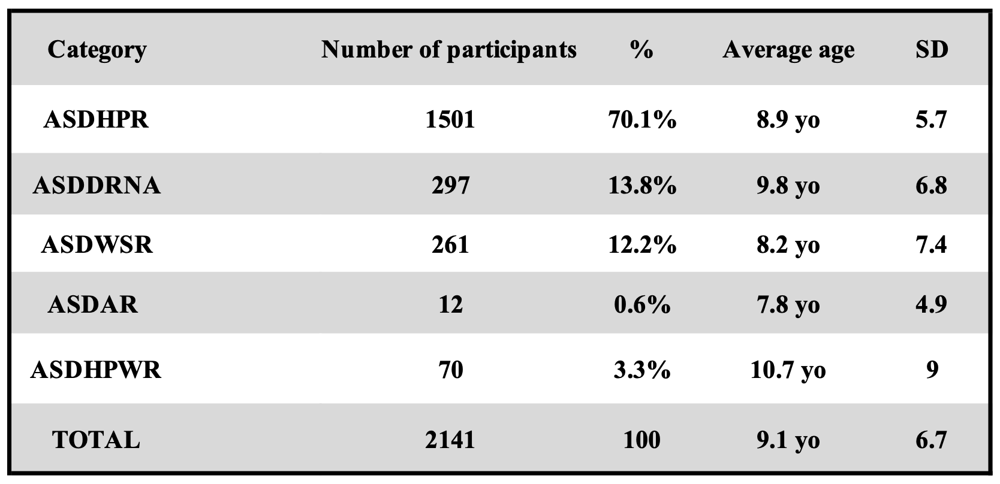 Category Number of participants % Average age SD
ASDHPR 1501 70.1% 8.9 yo 5.7
ASDDRNA 297 13.8% 9.8 yo 6.8
ASDWSR 261 12.2% 8.2 yo 7.4
ASDAR 12 0.6% 7.8 yo 4.9
ASDHPWR 70 3.3% 10.7 yo 9
TOTAL 2141 100 9.1 yo 6.7